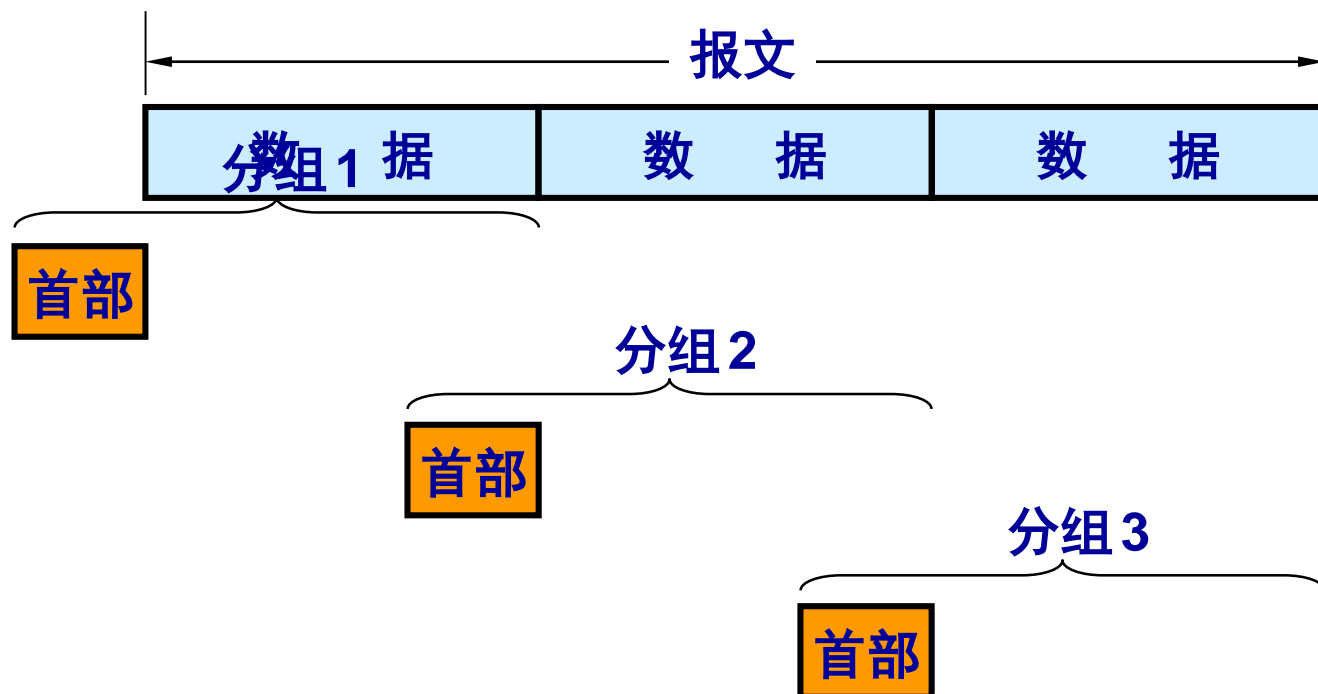 报文
数 据 数 据 数 据
分组1
首部
分组2
首部
分组3
首部